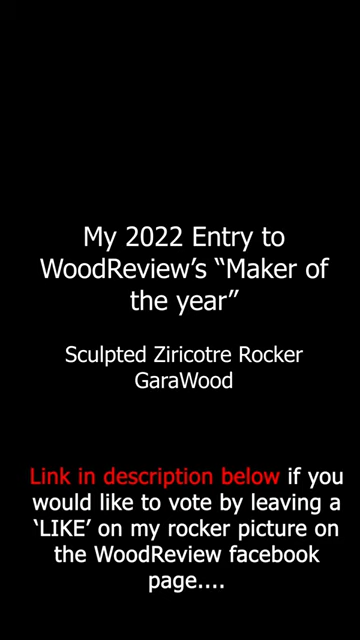 My 2022 Entry to
WoodReview’s “Maker of
the year”
Sculpted Ziricotre Rocker
GaraWood
Link in description below if you
would like to vote by leaving a
‘LIKE’ on my rocker picture on
the WoodReview facebook
page....